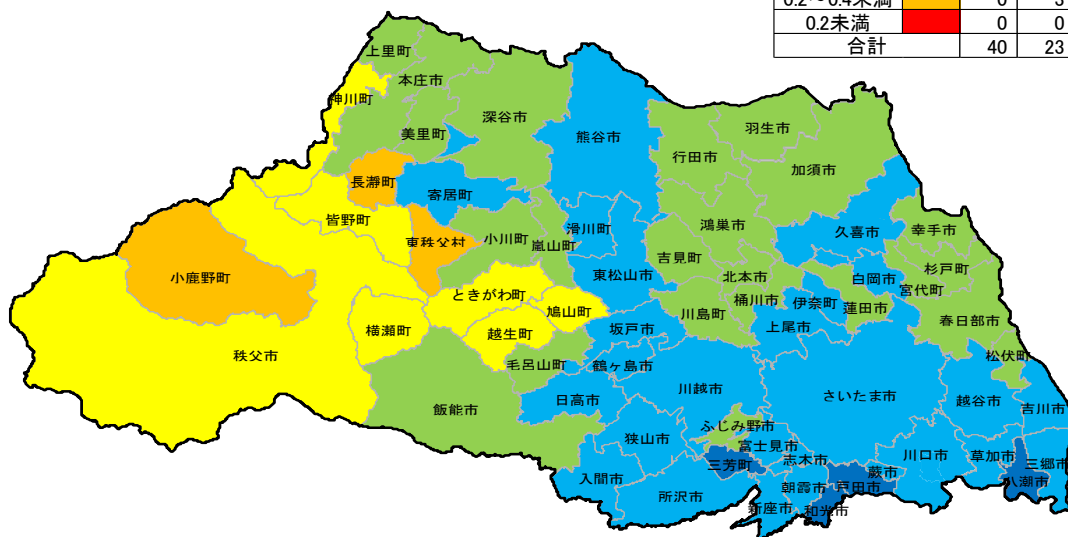 0.2~0.4未満 0 3
0.2未満 0 0
合計 40 23
上里町
本庄市
神川町
美里町
深谷市
熊谷市
羽生市
行田市
加須市
長瀞町
寄居町
皆野町
東秩父村
小川町
嵐山町
滑川町
東松山市
鴻巣市
吉見町
北本市
久喜市
幸手市
杉戸町
白岡市
宮代町
小鹿野町
ときがわ町
鳩山町
川島町
桶川市
伊奈町
蓮田市
春日部市
横瀬町
越生町
坂戸市
上尾市
松伏町
秩父市
毛呂山町
鶴ヶ島市
川越市
さいたま市
越谷市
吉川市
飯能市
日高市
ふじみ野市
狭山市
富士見市
三芳町
志木市
川口市
草加市
三郷市
入間市
所沢市
朝霞市
戸田市
蕨市
八潮市
新座市
和光市